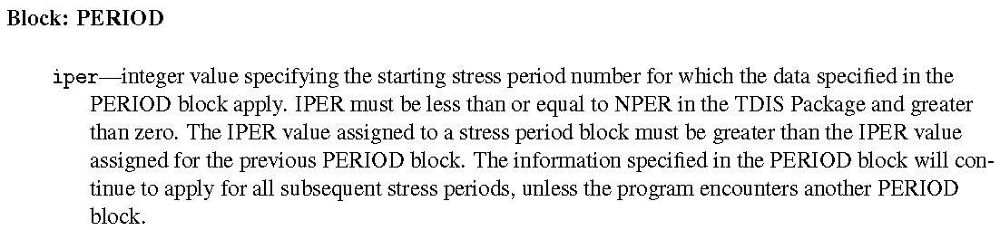 Block: PERIOD
iper—integer value specifying the starting stress period number for which the data specified in the
PERIOD block apply. IPER must be less than or equal to NPER in the TDIS Package and greater
than zero. The IPER value assigned to a stress period block must be greater than the IPER value
assigned for the previous PERIOD block. The information specified in the PERIOD block will con-
tinue to apply for all subsequent stress periods, unless the program encounters another PERIOD
block.